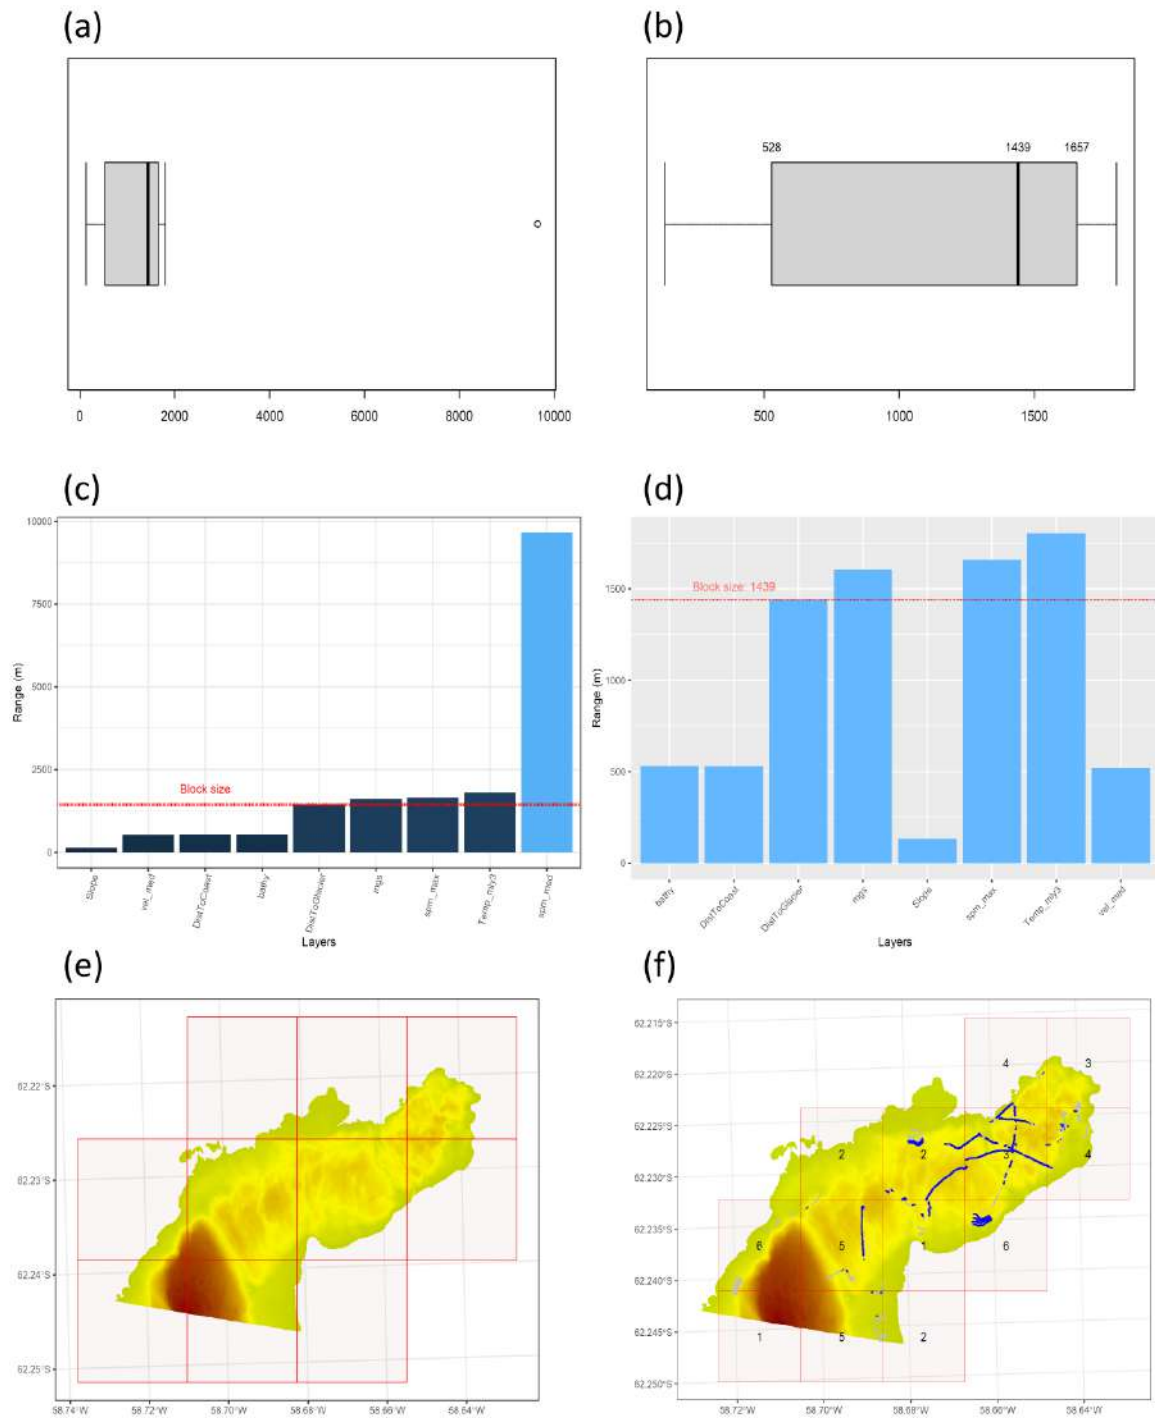 (a)
(b)
528 1439 1657
0 2000 4000 6000 8000 10000
500 1000 1500
(c)
(d)
10000
7500
5000
2500
0
Range (m)
Block size
Slope vel_med DistToCoast bathy DistToGlacier mgs spm_max Temp_mly3 spm_med
Layers
1500
1000
500
0
Range (m)
Block size: 1439
bathy DistToCoast DistToGlacier mgs Slope spm_max Temp_mly3 vel_med
Layers
(e)
(f)
62.22°S
62.23°S
62.24°S
62.25°S
58.74°W 58.72°W 58.70°W 58.68°W 58.66°W 58.64°W
62.215°S
62.220°S
62.225°S
62.230°S
62.235°S
62.240°S
62.245°S
62.250°S
4 3
2 2 3 4
6 5 1 6
1 5 2
58.72°W 58.70°W 58.68°W 58.66°W 58.64°W